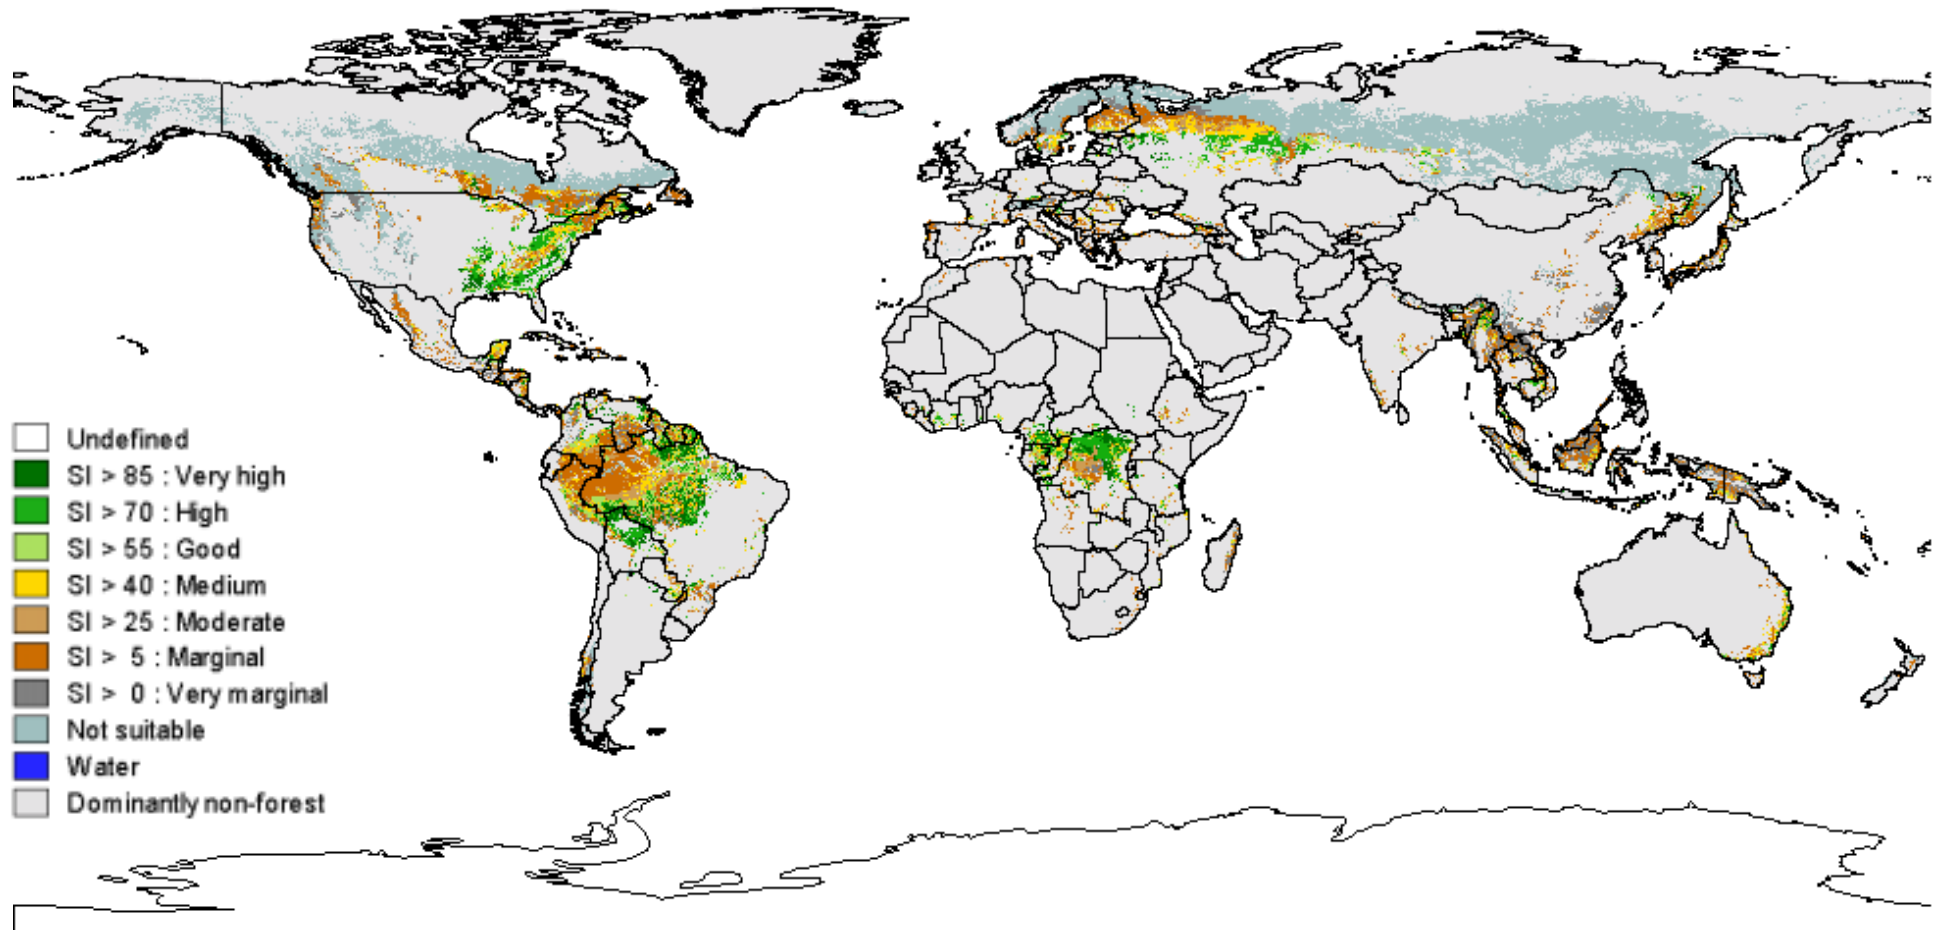 Undefined
SI > 85 : Very high
SI > 70 : High
SI > 55 : Good
SI > 40 : Medium
SI > 25 : Moderate
SI > 5 : Marginal
SI > 0 : Very marginal
Not suitable
Water
Dominantly non-forest